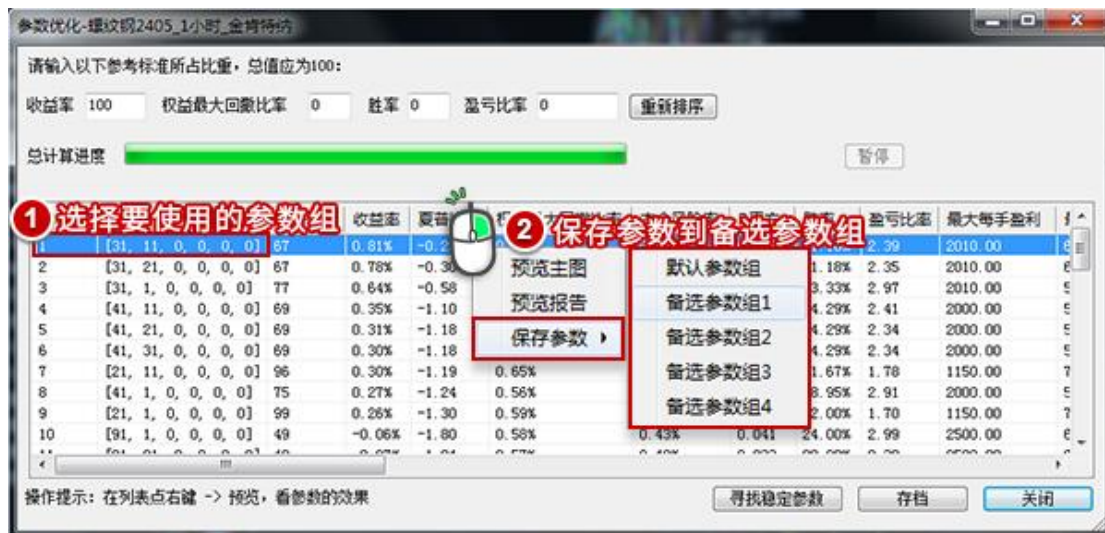 参数优化-螺纹钢2405_1小时_金肯特纳
请输入以下参考标准所占比重，总值应为100：
收益率 100 权益最大回撤比率 0 胜率 0 盈亏比率 0 重新排序
总计算进度 暂停
1 选择要使用的参数组 收益率 夏普 盈亏比率 最大每手盈利
2 保存参数到备选参数组
1 [31, 11, 0, 0, 0, 0] 67 0.81% 2.39 2010.00
2 [31, 21, 0, 0, 0, 0] 67 0.78% 预览主图 默认参数组 1.18% 2.35 2010.00
3 [31, 1, 0, 0, 0, 0] 77 0.64% -0.58 预览报告 备选参数组1 3.33% 2.97 2010.00
4 [41, 11, 0, 0, 0, 0] 69 0.35% -1.10 4.29% 2.41 2000.00
5 [41, 21, 0, 0, 0, 0] 69 0.31% -1.18 保存参数 备选参数组2 4.29% 2.34 2000.00
6 [41, 31, 0, 0, 0, 0] 69 0.30% -1.18 4.29% 2.34 2000.00
7 [21, 11, 0, 0, 0, 0] 96 0.30% -1.19 0.65% 备选参数组3 1.67% 1.78 1150.00
8 [41, 1, 0, 0, 0, 0] 75 0.27% -1.24 0.56% 8.95% 2.91 2000.00
9 [21, 1, 0, 0, 0, 0] 99 0.26% -1.30 0.59% 备选参数组4 2.00% 1.70 1150.00
10 [91, 1, 0, 0, 0, 0] 49 -0.06% -1.80 0.58% 0.43% 0.041 24.00% 2.99 2500.00
操作提示：在列表点右键 -> 预览，看参数的效果 寻找稳定参数 存档 关闭